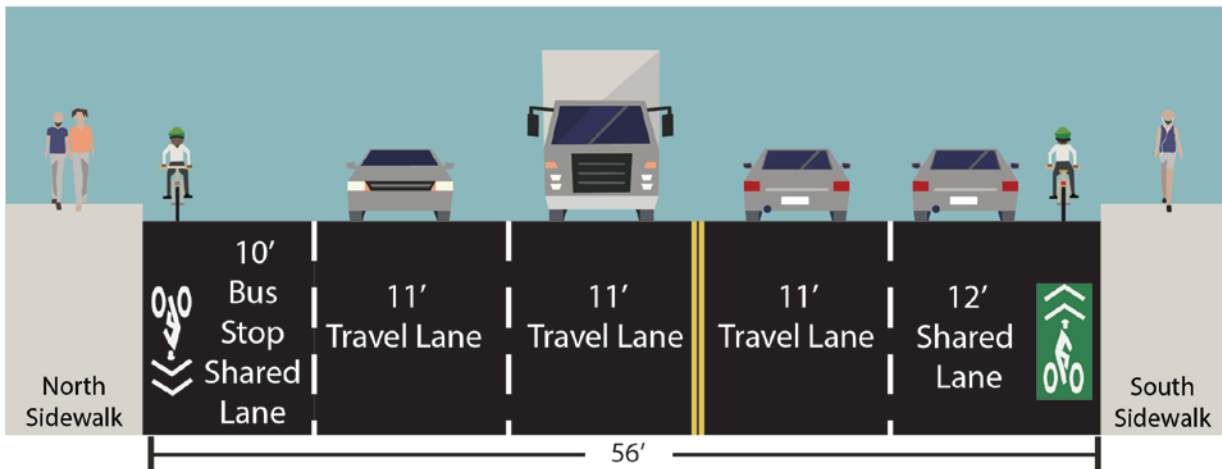 North
Sidewalk
10’
Bus
Stop
Shared
Lane
11’
Travel Lane
11’
Travel Lane
11’
Travel Lane
12’
Shared
Lane
South
Sidewalk
56’